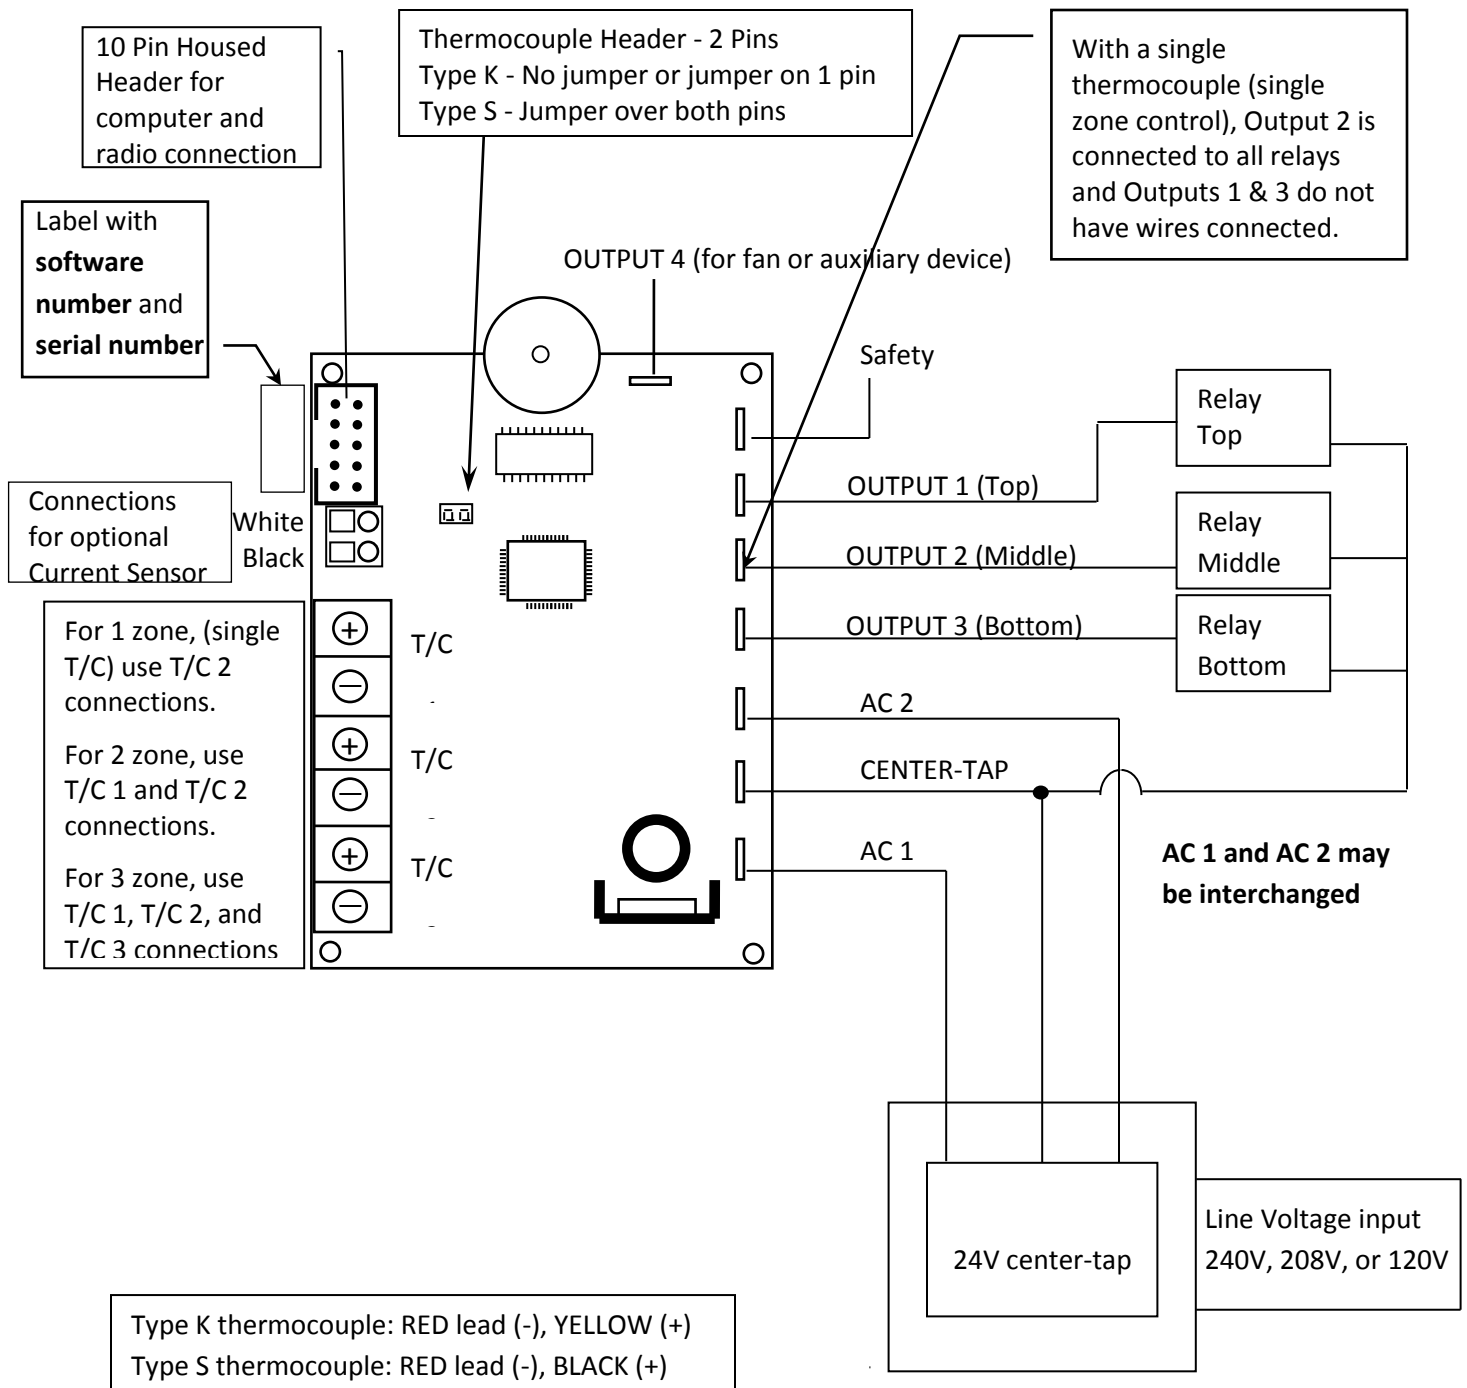 10 Pin Housed
Header for
computer and
radio connection
Thermocouple Header - 2 Pins
Type K - No jumper or jumper on 1 pin
Type S - Jumper over both pins
With a single
thermocouple (single
zone control), Output 2 is
connected to all relays
and Outputs 1 & 3 do not
have wires connected.
Label with
software
number and
serial number
OUTPUT 4 (for fan or auxiliary device)
Safety
Relay
Top
OUTPUT 1 (Top)
Connections
for optional
Current Sensor
White
Black
Relay
Middle
OUTPUT 2 (Middle)
OUTPUT 3 (Bottom)
Relay
Bottom
For 1 zone, (single
T/C) use T/C 2
connections.
For 2 zone, use
T/C 1 and T/C 2
connections.
For 3 zone, use
T/C 1, T/C 2, and
T/C 3 connections
T/C
T/C
T/C
AC 2
CENTER-TAP
AC 1
AC 1 and AC 2 may
be interchanged
24V center-tap
Line Voltage input
240V, 208V, or 120V
Type K thermocouple: RED lead (-), YELLOW (+)
Type S thermocouple: RED lead (-), BLACK (+)